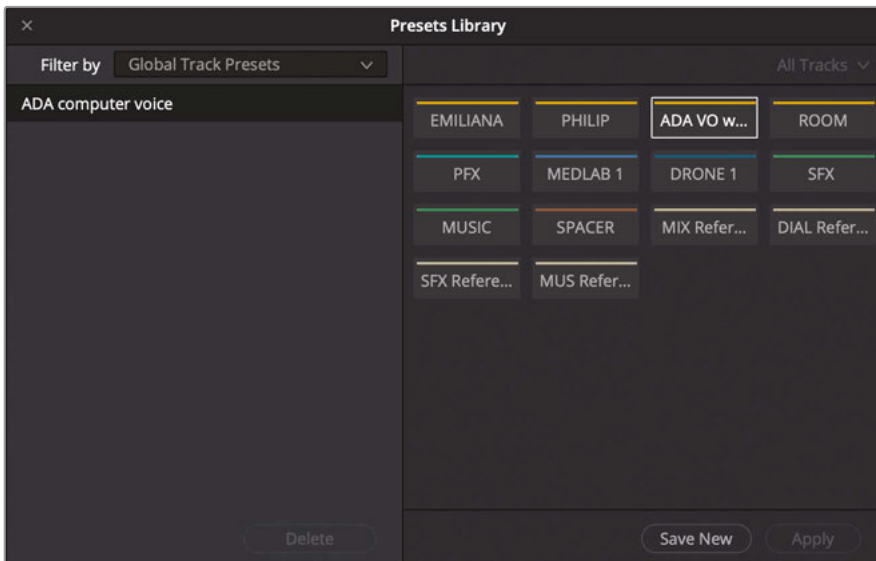 × Presets Library
Filter by Global Track Presets All Tracks
ADA computer voice
EMILIANA PHILIP ADA VO w... ROOM
PFX MEDLAB 1 DRONE 1 SFX
MUSIC SPACER MIX Refer... DIAL Refer...
SFX Refere... MUS Refer...
Delete Save New Apply